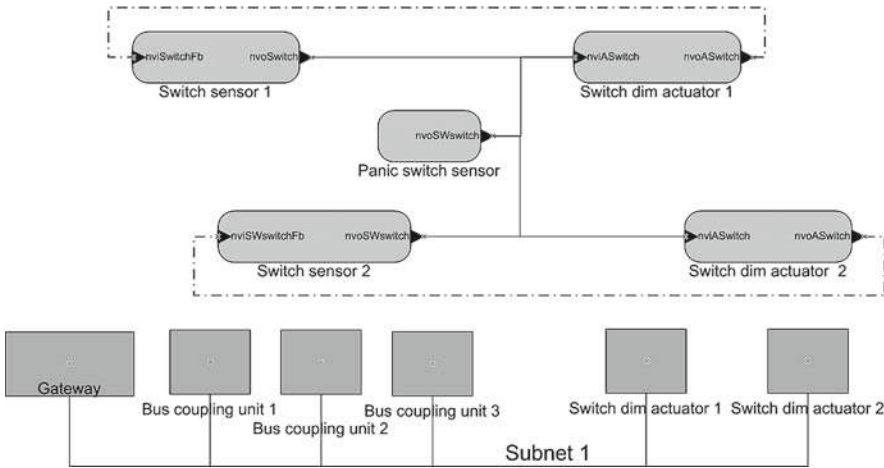 nviSwitchFb nvoSwitch
Switch sensor 1
nviASwitch nvoASwitch
Switch dim actuator 1
nvoSWswitch
Panic switch sensor
nviSWswitchFb nvoSWswitch
Switch sensor 2
nviASwitch nvoASwitch
Switch dim actuator 2
Gateway
Bus coupling unit 1
Bus coupling unit 2
Bus coupling unit 3
Switch dim actuator 1
Switch dim actuator 2
Subnet 1